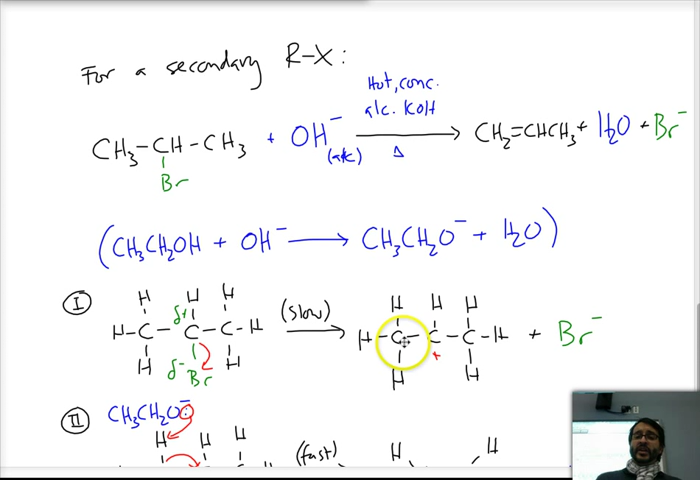 For a secondary R-X:
Hot, conc.
alc. KOH
CH₃-CH-CH₃ + OH⁻ (alc) ⟶ CH₂=CHCH₃ + H₂O + Br⁻
Br
Δ
(CH₃CH₂OH + OH⁻ ⟶ CH₃CH₂O⁻ + H₂O)
I
H H H
δ+
H-C-C-C-H
H Br H
δ-
(slow)
H H H
H-C-C-C-H + Br⁻
+
H H
II
CH₃CH₂O:⁻
H H H
(fast)
H H